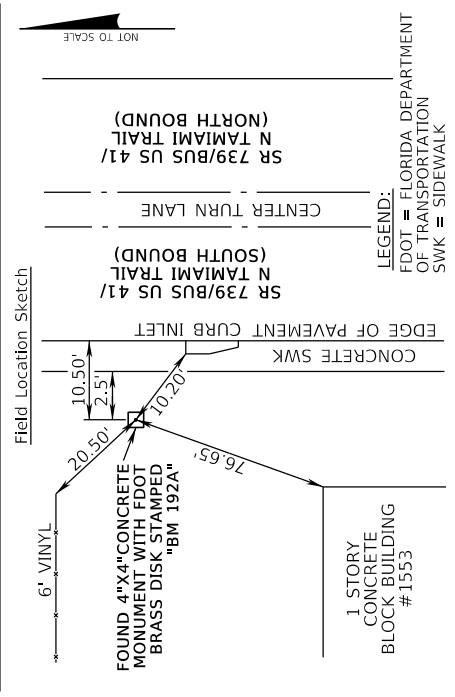 NOT TO SCALE
Field Location Sketch
SR 739/BUS US 41/
N TAMIAMI TRAIL
(NORTH BOUND)
CENTER TURN LANE
SR 739/BUS US 41/
N TAMIAMI TRAIL
(SOUTH BOUND)
EDGE OF PAVEMENT
CURB INLET
CONCRETE SWK
10.50'
2.5'
10.20'
20.50'
76.65'
6' VINYL
FOUND 4"X4"CONCRETE
MONUMENT WITH FDOT
BRASS DISK STAMPED
"BM 192A"
1 STORY
CONCRETE
BLOCK BUILDING
#1553
LEGEND:
FDOT = FLORIDA DEPARTMENT
OF TRANSPORTATION
SWK = SIDEWALK